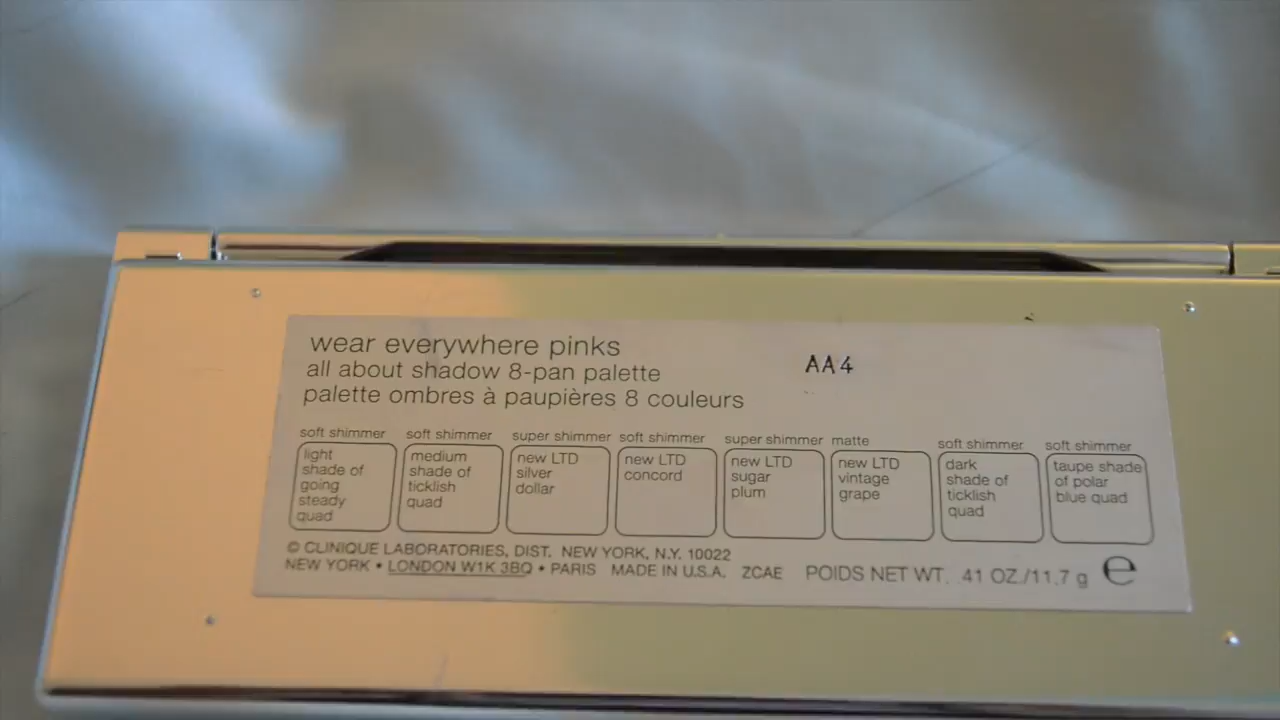 wear everywhere pinks
all about shadow 8-pan palette
palette ombres à paupières 8 couleurs
AA4
soft shimmer
light
shade of
going
steady
quad
soft shimmer
medium
shade of
ticklish
quad
super shimmer
new LTD
silver
dollar
soft shimmer
new LTD
concord
super shimmer
new LTD
sugar
plum
matte
new LTD
vintage
grape
soft shimmer
dark
shade of
ticklish
quad
soft shimmer
taupe shade
of polar
blue quad
© CLINIQUE LABORATORIES, DIST. NEW YORK, N.Y. 10022
NEW YORK • LONDON W1K 3BQ • PARIS MADE IN U.S.A. ZCAE POIDS NET WT. .41 OZ./11.7 g e